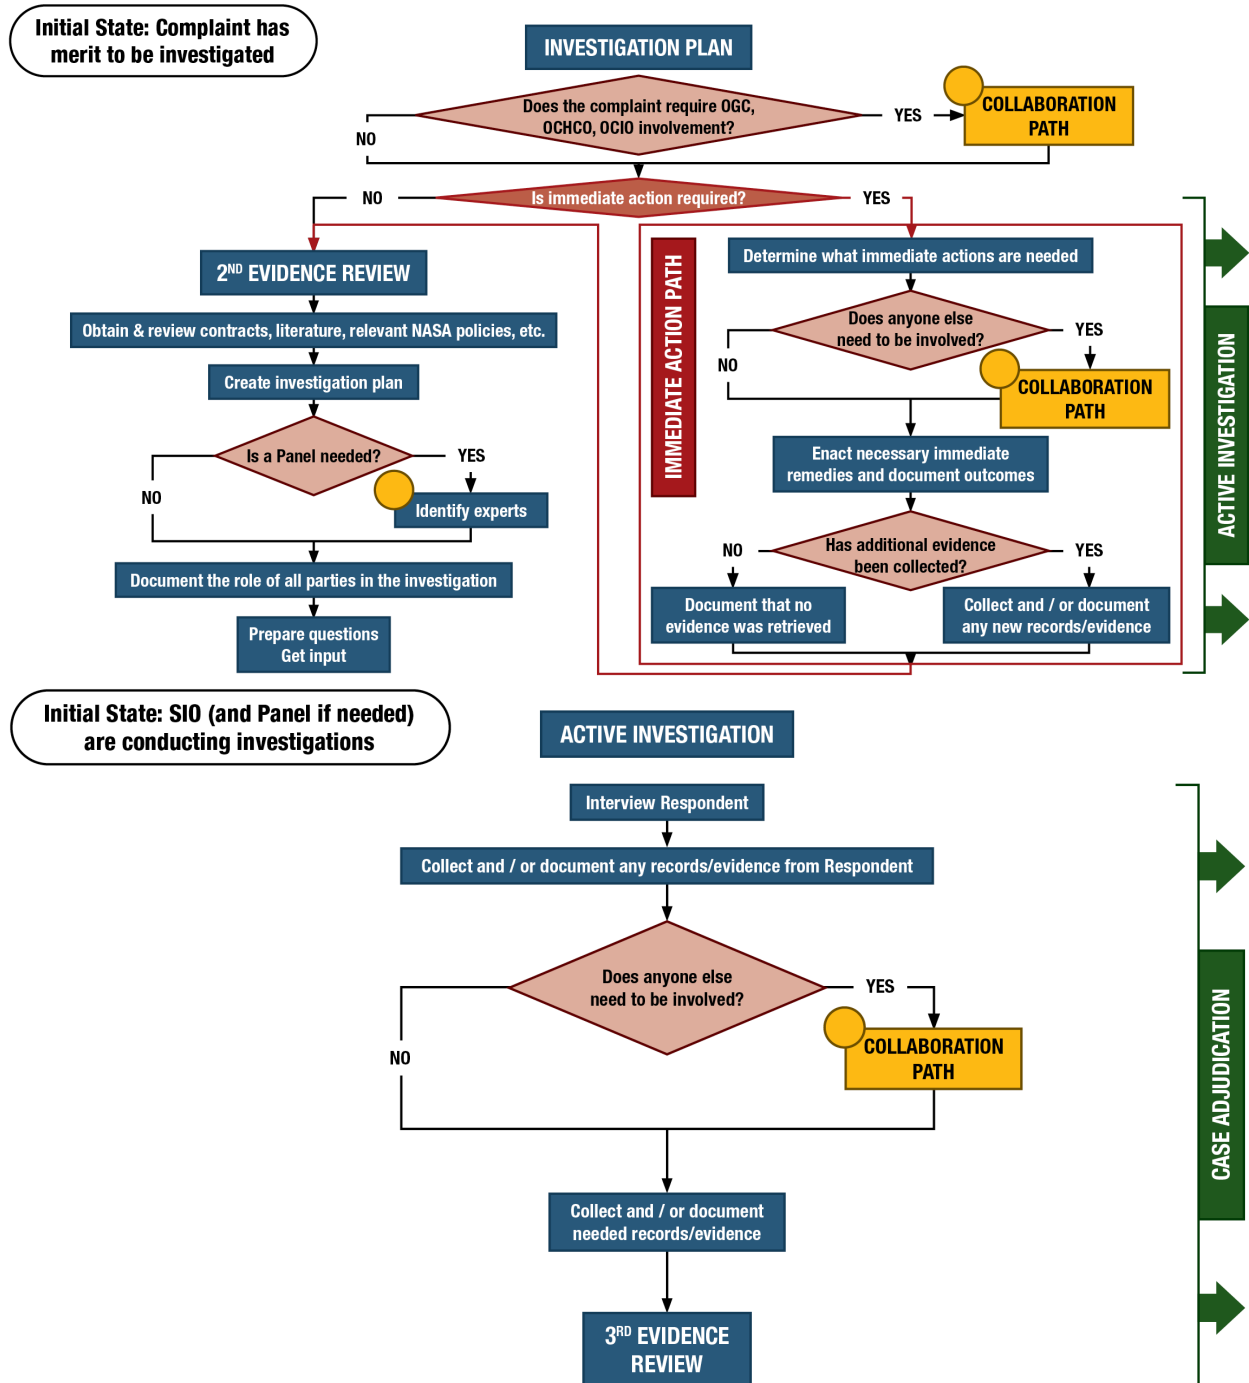 Initial State: Complaint has
merit to be investigated
INVESTIGATION PLAN
Does the complaint require OGC,
OCHCO, OCIO involvement?
YES
COLLABORATION
PATH
NO
Is immediate action required?
NO
YES
2ND EVIDENCE REVIEW
Obtain & review contracts, literature, relevant NASA policies, etc.
Create investigation plan
Is a Panel needed?
YES
NO
Identify experts
Document the role of all parties in the investigation
Prepare questions
Get input
IMMEDIATE ACTION PATH
Determine what immediate actions are needed
Does anyone else
need to be involved?
YES
NO
COLLABORATION
PATH
Enact necessary immediate
remedies and document outcomes
Has additional evidence
been collected?
NO
YES
Document that no
evidence was retrieved
Collect and / or document
any new records/evidence
ACTIVE INVESTIGATION
Initial State: SIO (and Panel if needed)
are conducting investigations
ACTIVE INVESTIGATION
Interview Respondent
Collect and / or document any records/evidence from Respondent
Does anyone else
need to be involved?
YES
NO
COLLABORATION
PATH
Collect and / or document
needed records/evidence
3RD EVIDENCE
REVIEW
CASE ADJUDICATION